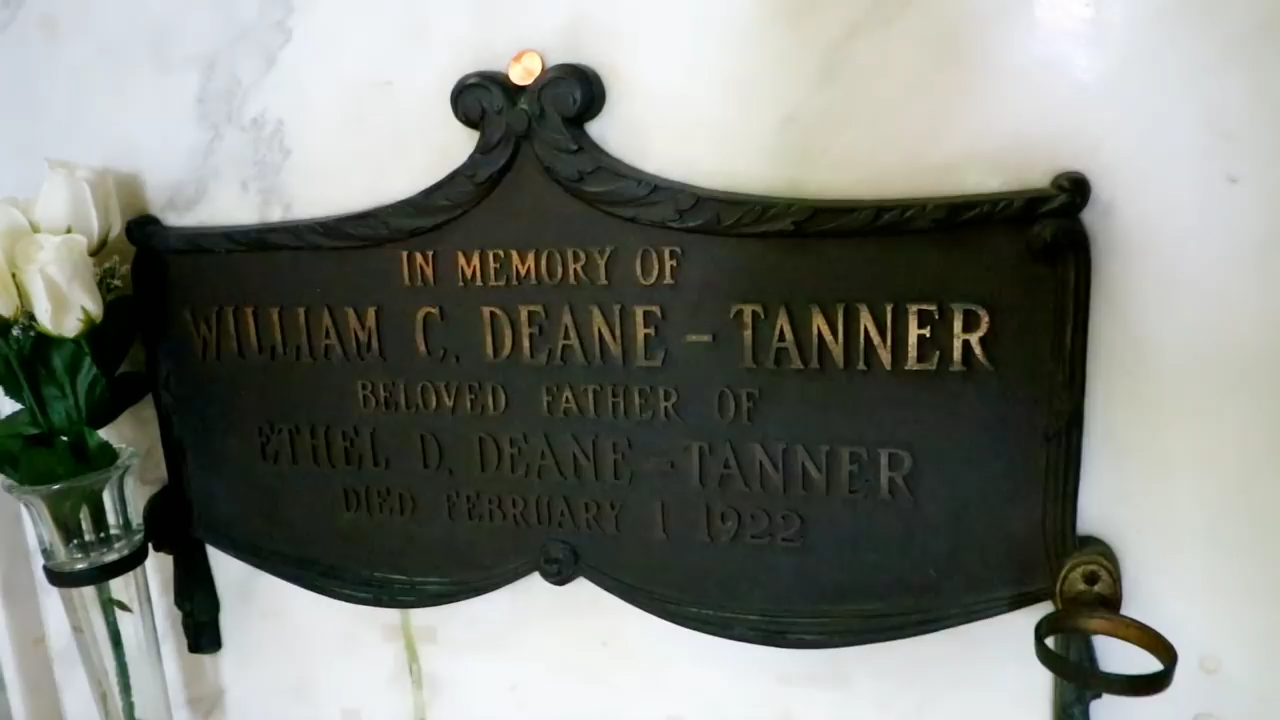 IN MEMORY OF
WILLIAM C. DEANE-TANNER
BELOVED FATHER OF
ETHEL D. DEANE-TANNER
DIED FEBRUARY 1 1922